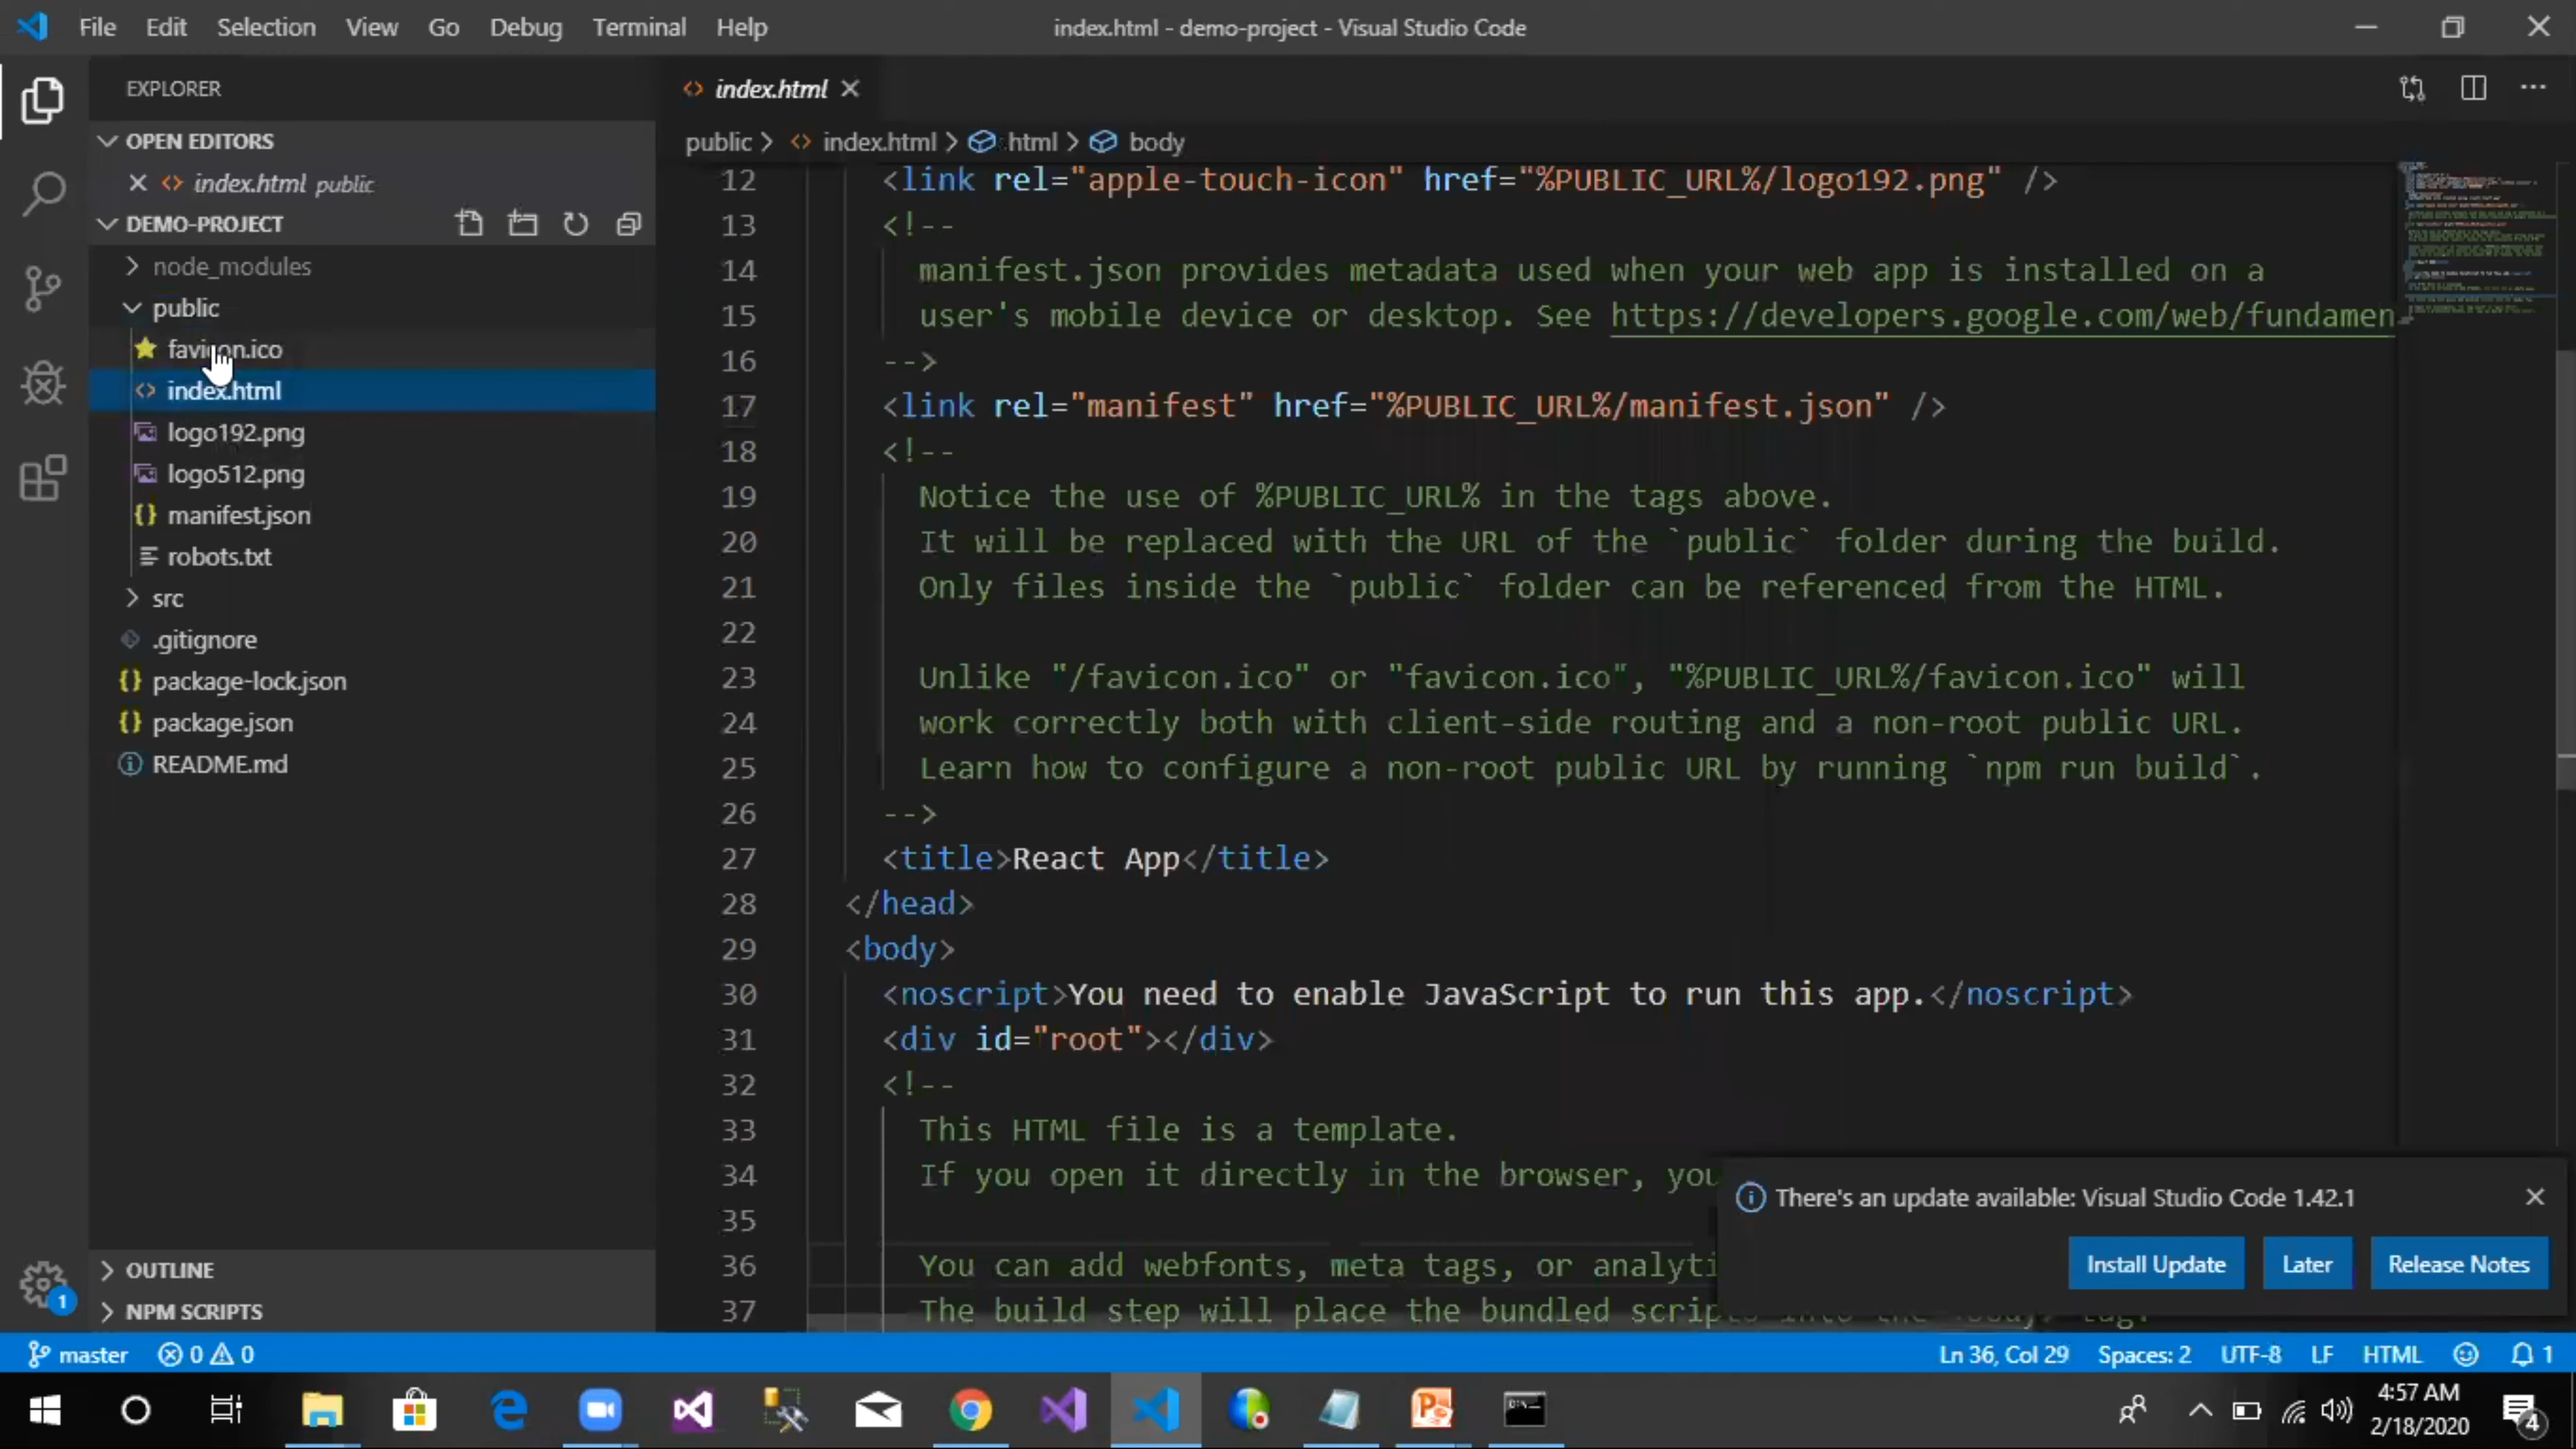 File Edit Selection View Go Debug Terminal Help
index.html - demo-project - Visual Studio Code
EXPLORER
OPEN EDITORS
index.html public
DEMO-PROJECT
node_modules
public
favicon.ico
index.html
logo192.png
logo512.png
manifest.json
robots.txt
src
.gitignore
package-lock.json
package.json
README.md
OUTLINE
NPM SCRIPTS
1
index.html
public > index.html > html > body
12 <link rel="apple-touch-icon" href="%PUBLIC_URL%/logo192.png" />
13 <!--
14 manifest.json provides metadata used when your web app is installed on a
15 user's mobile device or desktop. See https://developers.google.com/web/fundamen
16 -->
17 <link rel="manifest" href="%PUBLIC_URL%/manifest.json" />
18 <!--
19 Notice the use of %PUBLIC_URL% in the tags above.
20 It will be replaced with the URL of the `public` folder during the build.
21 Only files inside the `public` folder can be referenced from the HTML.
22
23 Unlike "/favicon.ico" or "favicon.ico", "%PUBLIC_URL%/favicon.ico" will
24 work correctly both with client-side routing and a non-root public URL.
25 Learn how to configure a non-root public URL by running `npm run build`.
26 -->
27 <title>React App</title>
28 </head>
29 <body>
30 <noscript>You need to enable JavaScript to run this app.</noscript>
31 <div id="root"></div>
32 <!--
33 This HTML file is a template.
34 If you open it directly in the browser, you
35
36 You can add webfonts, meta tags, or analyti
37 The build step will place the bundled scripts into the <body> tag.
There's an update available: Visual Studio Code 1.42.1
Install Update Later Release Notes
master 0 0
Ln 36, Col 29 Spaces: 2 UTF-8 LF HTML 1
4:57 AM
2/18/2020
4